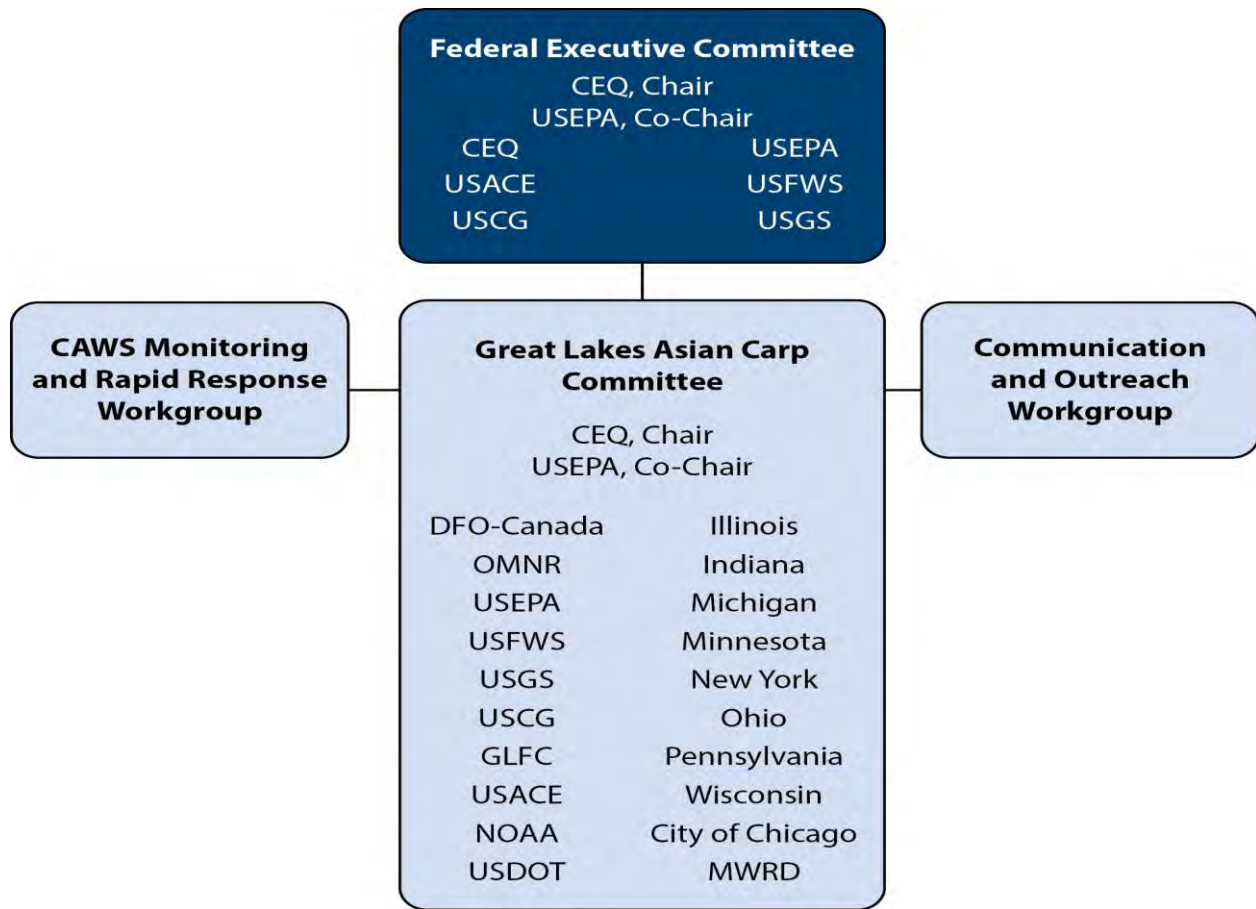 Federal Executive Committee
CEQ, Chair
USEPA, Co-Chair
CEQ USEPA
USACE USFWS
USCG USGS
CAWS Monitoring
and Rapid Response
Workgroup
Great Lakes Asian Carp
Committee
CEQ, Chair
USEPA, Co-Chair
DFO-Canada Illinois
OMNR Indiana
USEPA Michigan
USFWS Minnesota
USGS New York
USCG Ohio
GLFC Pennsylvania
USACE Wisconsin
NOAA City of Chicago
USDOT MWRD
Communication
and Outreach
Workgroup